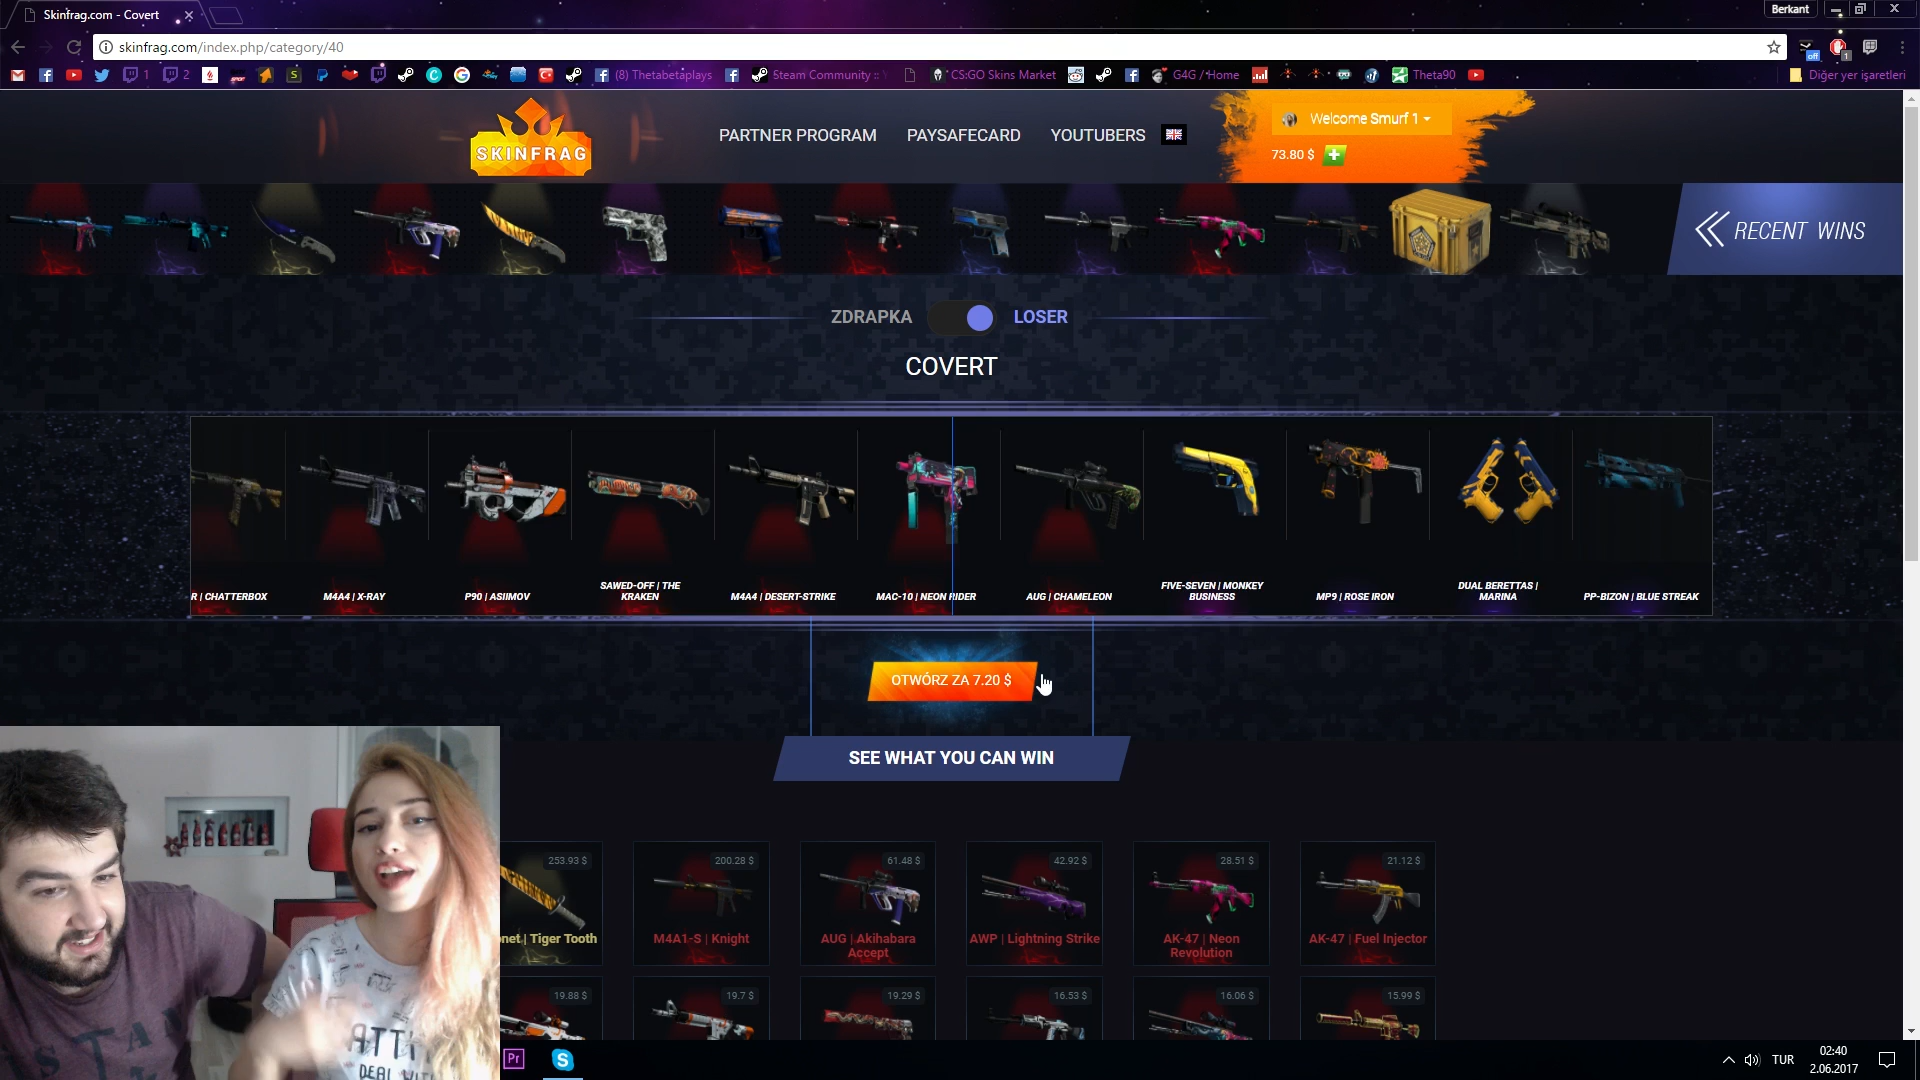 Skinfrag.com - Covert
Berkant
skinfrag.com/index.php/category/40
1
2
(8) Thetabetaplays
Steam Community ::
CS:GO Skins Market
G4G / Home
Theta90
Diğer yer işaretleri
off
1
SKINFRAG
PARTNER PROGRAM
PAYSAFECARD
YOUTUBERS
Welcome Smurf 1
73.80 $
RECENT WINS
ZDRAPKA
LOSER
COVERT
R | CHATTERBOX
M4A4 | X-RAY
P90 | ASIIMOV
SAWED-OFF | THE
KRAKEN
M4A4 | DESERT-STRIKE
MAC-10 | NEON RIDER
AUG | CHAMELEON
FIVE-SEVEN | MONKEY
BUSINESS
MP9 | ROSE IRON
DUAL BERETTAS |
MARINA
PP-BIZON | BLUE STREAK
OTWÓRZ ZA 7.20 $
SEE WHAT YOU CAN WIN
253.93 $
200.28 $
61.48 $
42.92 $
28.51 $
21.12 $
net | Tiger Tooth
M4A1-S | Knight
AUG | Akihabara
Accept
AWP | Lightning Strike
AK-47 | Neon
Revolution
AK-47 | Fuel Injector
19.88 $
19.7 $
19.29 $
16.53 $
16.06 $
15.99 $
Pr
S
TUR
02:40
2.06.2017